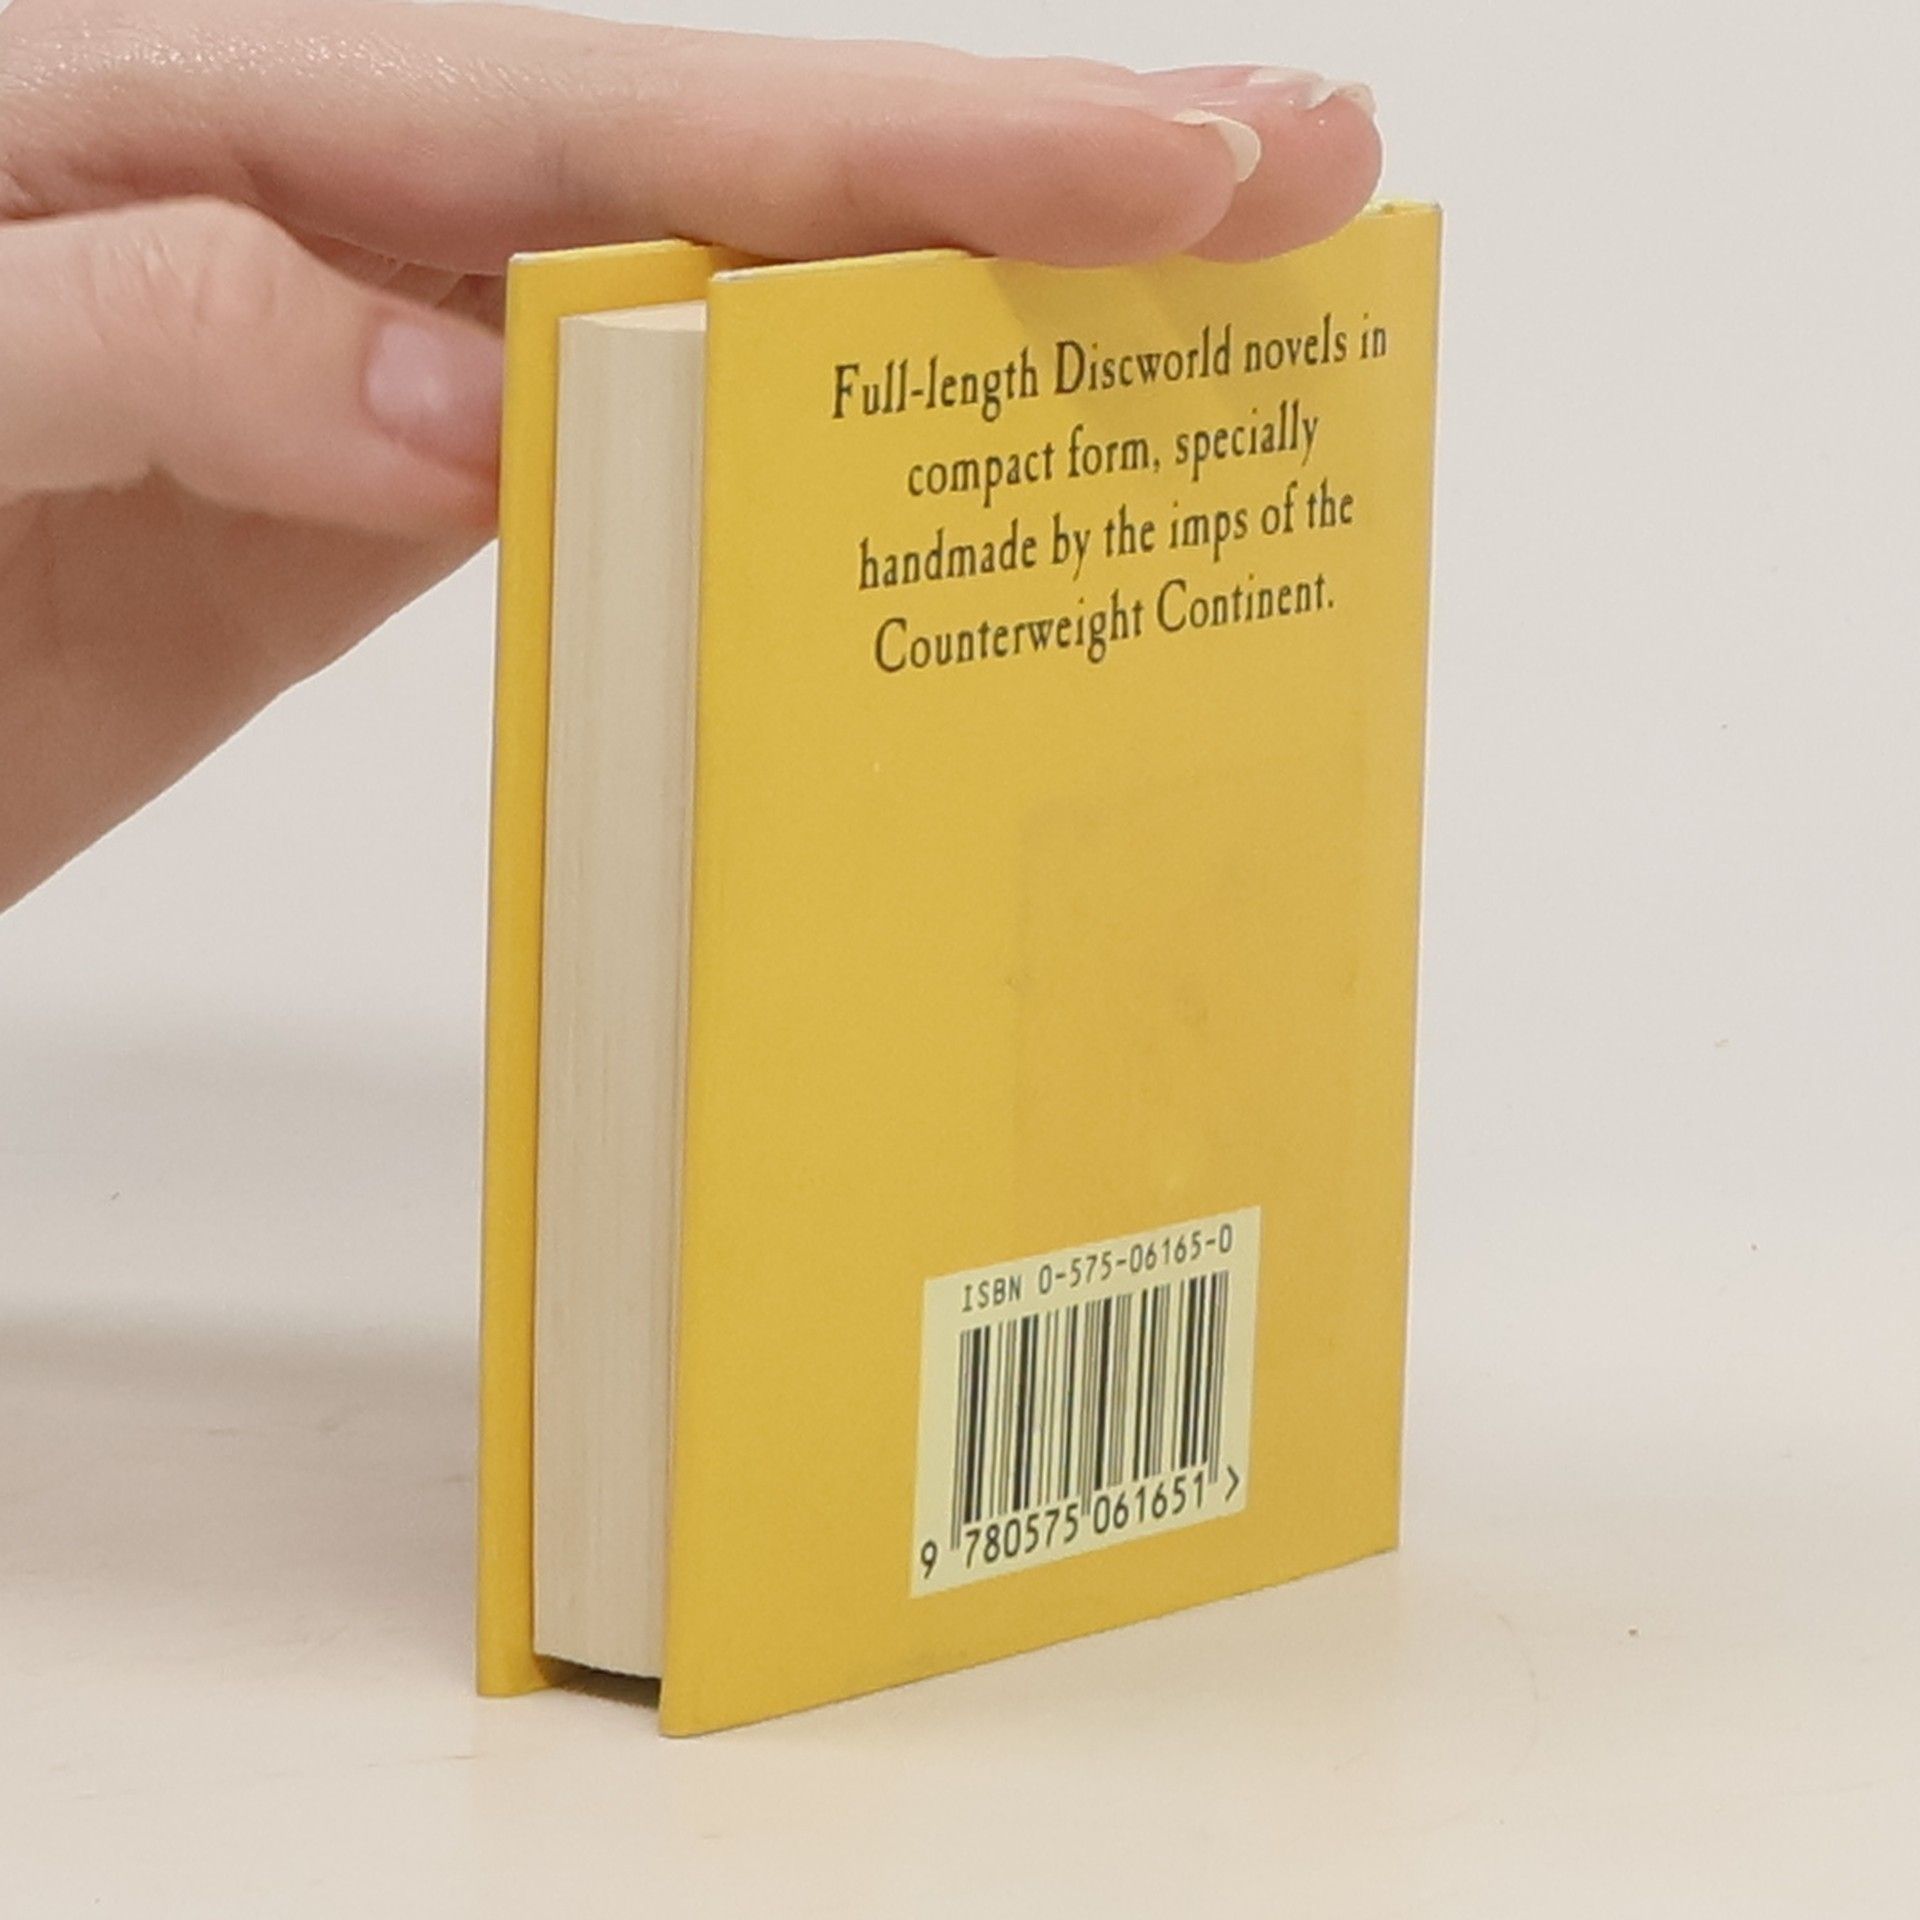 Full-length Discworld novels in
compact form, specially
handmade by the imps of the
Counterweight Continent.
ISBN 0-575-06165-0
9 780575 061651 >